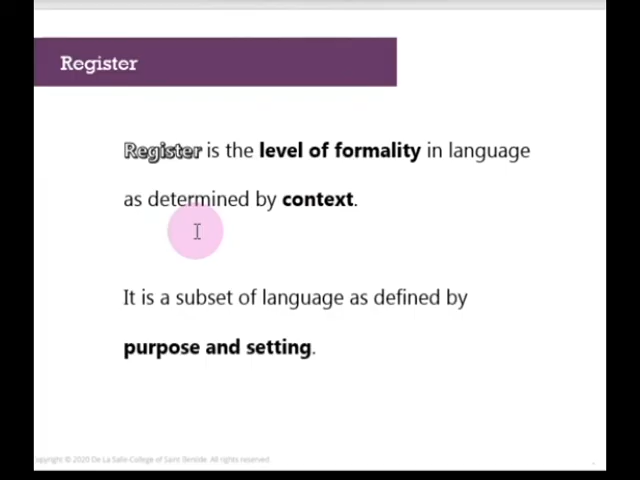 Register
Register is the level of formality in language
as determined by context.
It is a subset of language as defined by
purpose and setting.
opyright © 2020 De La Salle-College of Saint Benilde. All rights reserved.